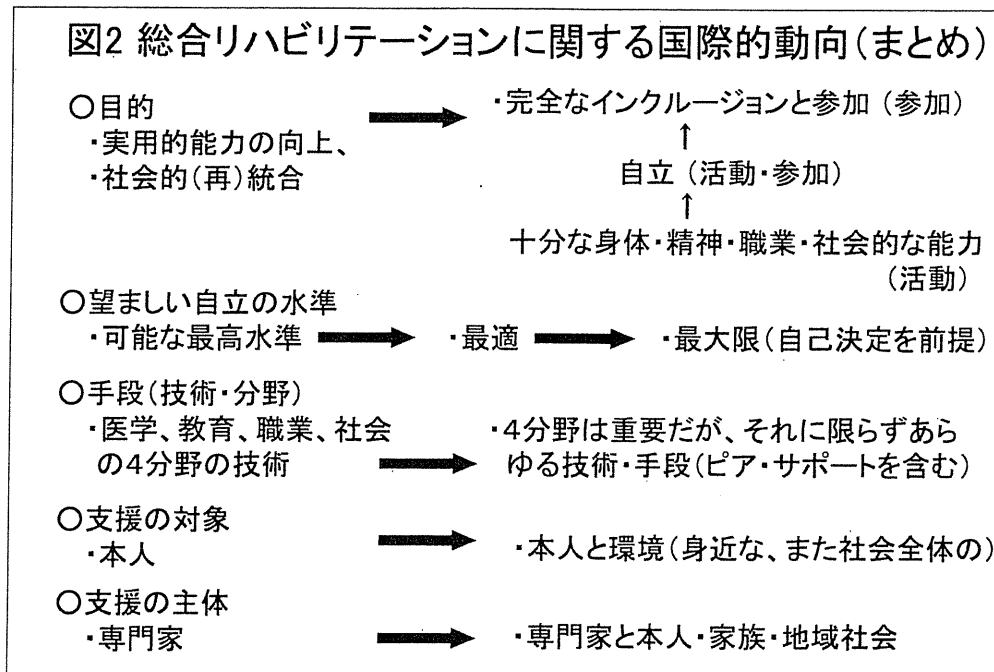 図2 総合リハビリテーションに関する国際的動向(まとめ)
○目的
・実用的能力の向上、
・社会的(再)統合
・完全なインクルージョンと参加 (参加)
↑
自立 (活動・参加)
↑
十分な身体・精神・職業・社会的な能力
(活動)
○望ましい自立の水準
・可能な最高水準 → ・最適 → ・最大限(自己決定を前提)
○手段(技術・分野)
・医学、教育、職業、社会
の4分野の技術
・4分野は重要だが、それに限らずあら
ゆる技術・手段(ピア・サポートを含む)
○支援の対象
・本人 → ・本人と環境(身近な、また社会全体の)
○支援の主体
・専門家 → ・専門家と本人・家族・地域社会